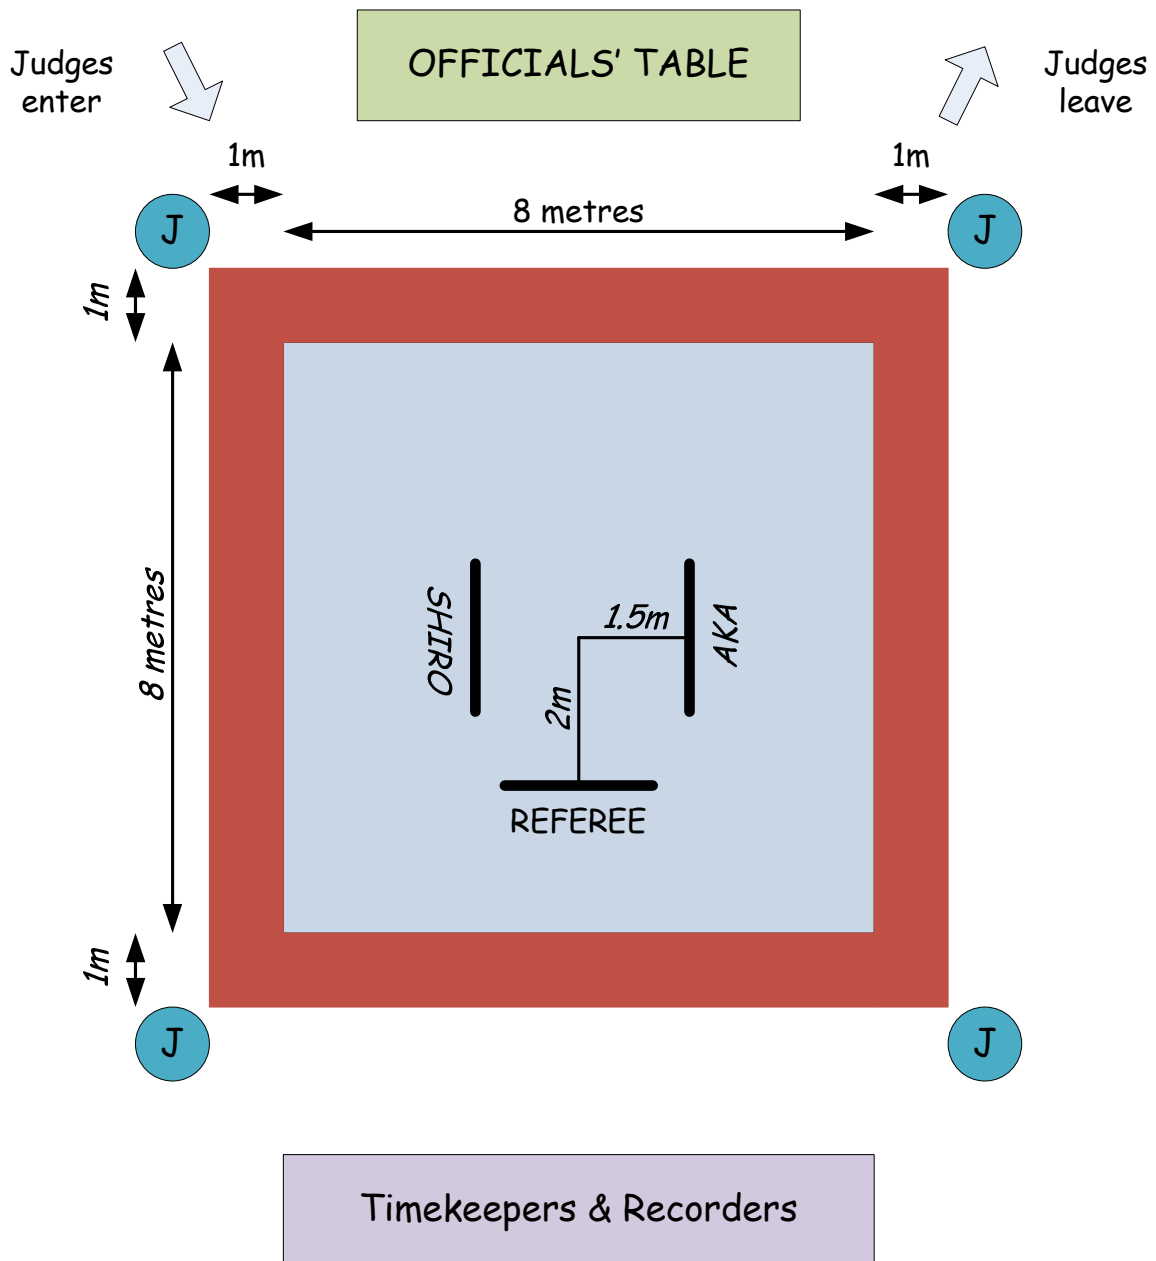 OFFICIALS’ TABLE
Judges
enter
Judges
leave
1m
1m
8 metres
J
J
1m
8 metres
SHIRO
1.5m
AKA
2m
REFEREE
1m
J
J
Timekeepers & Recorders